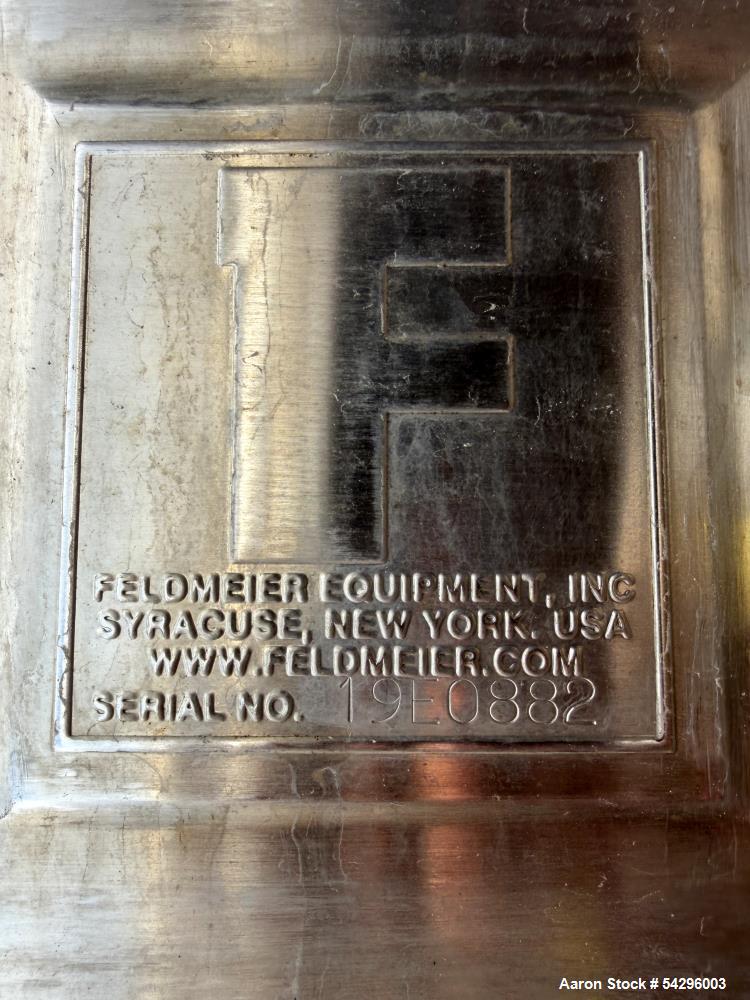 F
FELDMEIER EQUIPMENT, INC
SYRACUSE, NEW YORK. USA
WWW.FELDMEIER.COM
SERIAL NO. 19E0882
Aaron Stock # 54296003